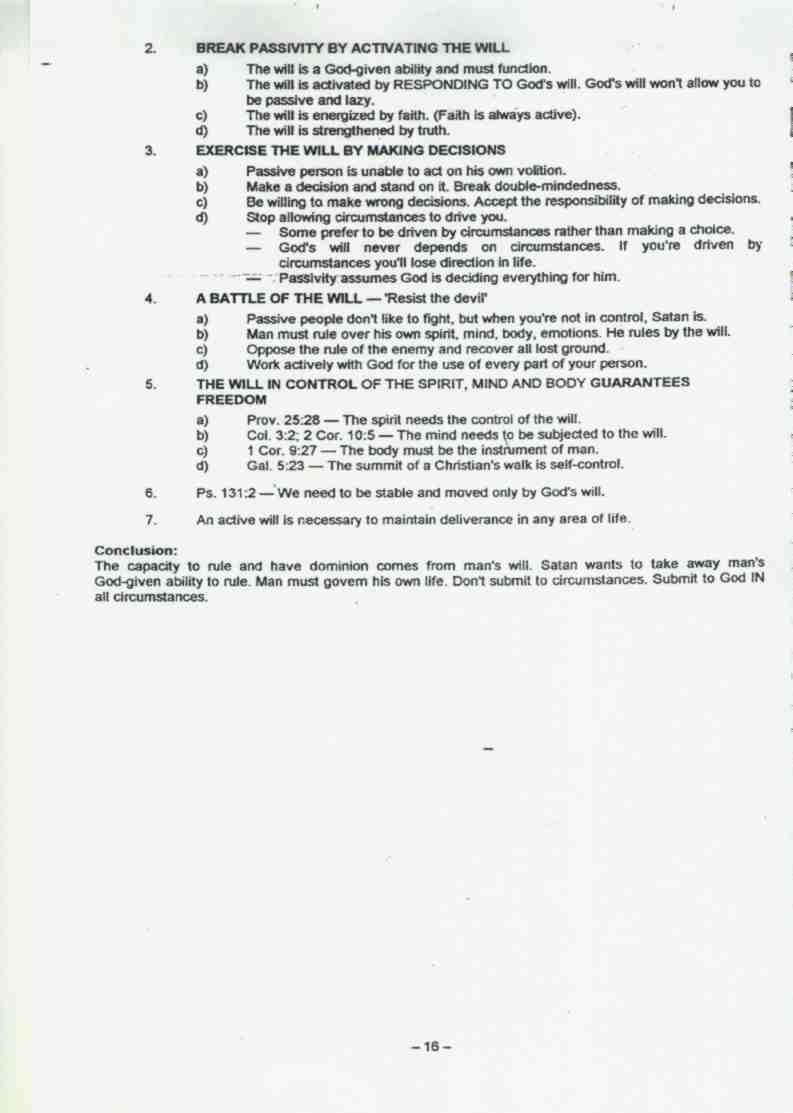 2. BREAK PASSIVITY BY ACTIVATING THE WILL
a) The will is a God-given ability and must function.
b) The will is activated by RESPONDING TO God's will. God's will won't allow you to
be passive and lazy.
c) The will is energized by faith. (Faith is always active).
d) The will is strengthened by truth.
3. EXERCISE THE WILL BY MAKING DECISIONS
a) Passive person is unable to act on his own volition.
b) Make a decision and stand on it. Break double-mindedness.
c) Be willing to make wrong decisions. Accept the responsibility of making decisions.
d) Stop allowing circumstances to drive you.
— Some prefer to be driven by circumstances rather than making a choice.
— God's will never depends on circumstances. If you're driven by
circumstances you'll lose direction in life.
— Passivity assumes God is deciding everything for him.
4. A BATTLE OF THE WILL — 'Resist the devil'
a) Passive people don't like to fight, but when you're not in control, Satan is.
b) Man must rule over his own spirit, mind, body, emotions. He rules by the will.
c) Oppose the rule of the enemy and recover all lost ground.
d) Work actively with God for the use of every part of your person.
5. THE WILL IN CONTROL OF THE SPIRIT, MIND AND BODY GUARANTEES
FREEDOM
a) Prov. 25:28 — The spirit needs the control of the will.
b) Col. 3:2; 2 Cor. 10:5 — The mind needs to be subjected to the will.
c) 1 Cor. 9:27 — The body must be the instrument of man.
d) Gal. 5:23 — The summit of a Christian's walk is self-control.
6. Ps. 131:2 — We need to be stable and moved only by God's will.
7. An active will is necessary to maintain deliverance in any area of life.
Conclusion:
The capacity to rule and have dominion comes from man's will. Satan wants to take away man's
God-given ability to rule. Man must govern his own life. Don't submit to circumstances. Submit to God IN
all circumstances.
– 16 –